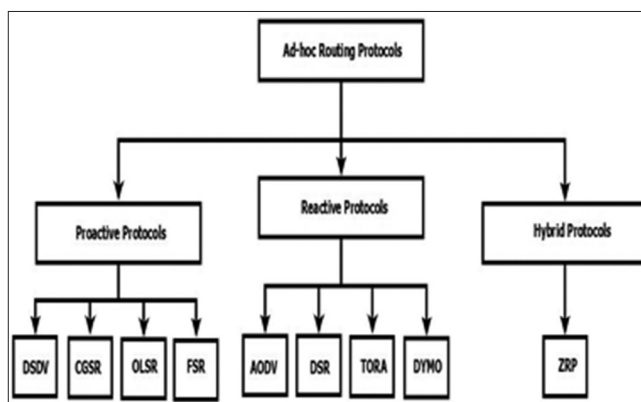 Ad-hoc Routing Protocols
Proactive Protocols
Reactive Protocols
Hybrid Protocols
DSDV
CGSR
OLSR
FSR
AODV
DSR
TORA
DYMO
ZRP